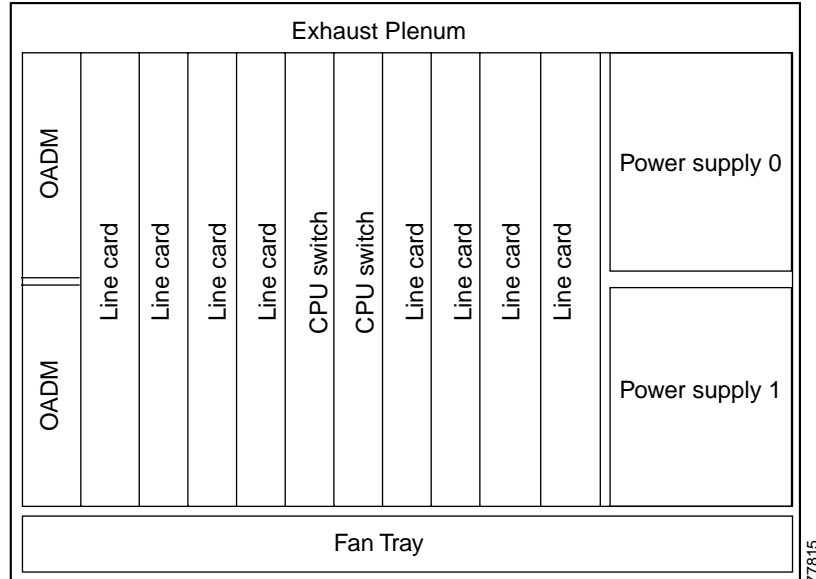 Exhaust Plenum
OADM
OADM
Line card
Line card
Line card
Line card
CPU switch
CPU switch
Line card
Line card
Line card
Line card
Power supply 0
Power supply 1
Fan Tray
77815